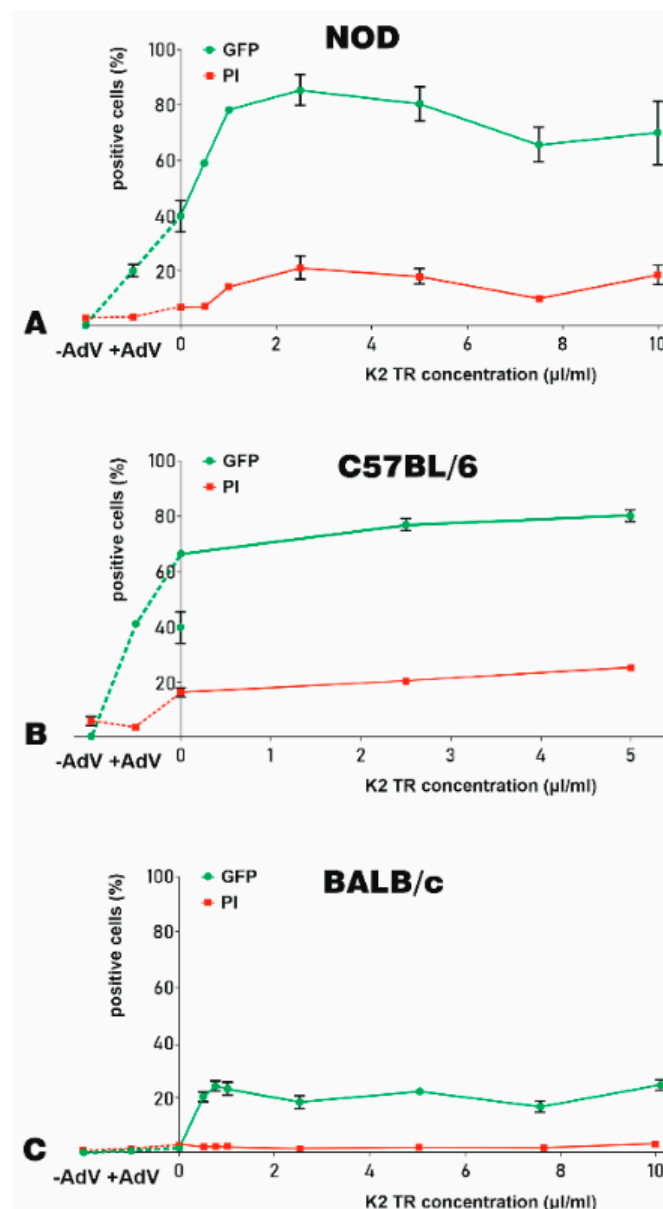 NOD
GFP
PI
positive cells (%)
100
80
60
40
20
A
-AdV +AdV 0 2 4 6 8 10
K2 TR concentration (µl/ml)
C57BL/6
GFP
PI
positive cells (%)
100
80
60
40
20
B
-AdV +AdV 0 1 2 3 4 5
K2 TR concentration (µl/ml)
BALB/c
GFP
PI
positive cells (%)
100
80
60
40
20
C
-AdV +AdV 0 2 4 6 8 10
K2 TR concentration (µl/ml)